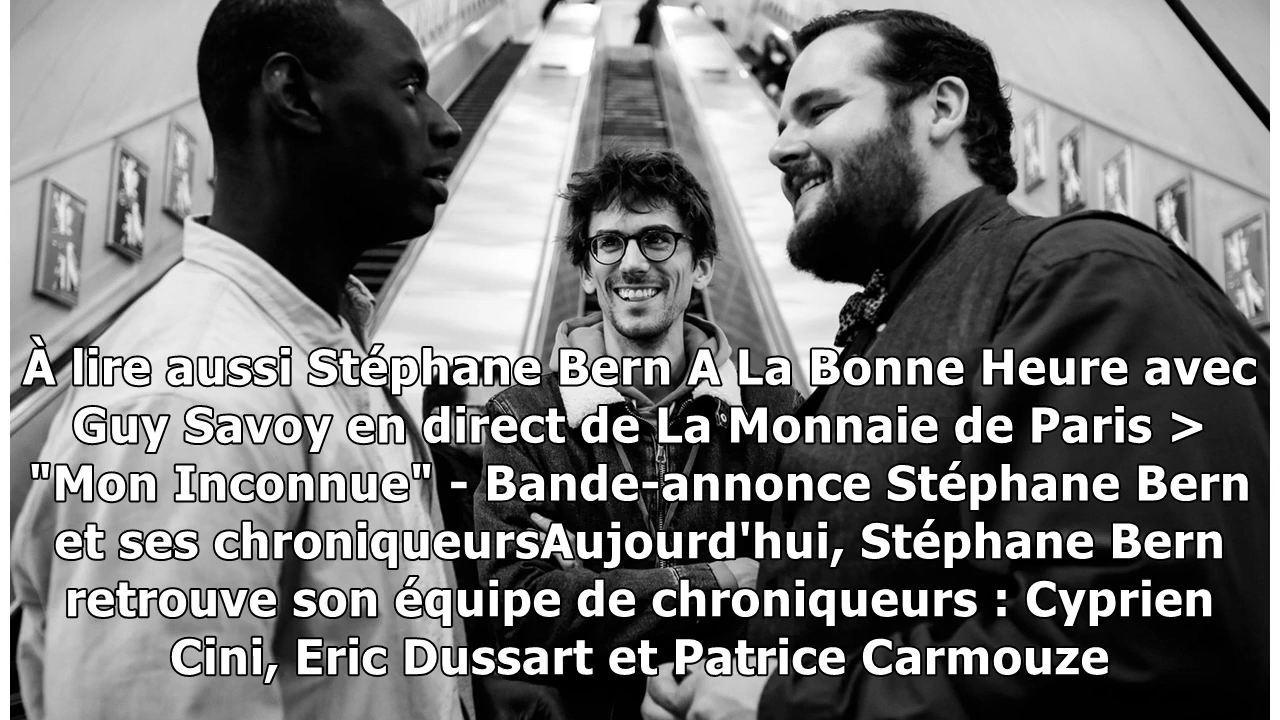 À lire aussi Stéphane Bern A La Bonne Heure avec
Guy Savoy en direct de La Monnaie de Paris >
"Mon Inconnue" - Bande-annonce Stéphane Bern
et ses chroniqueursAujourd'hui, Stéphane Bern
retrouve son équipe de chroniqueurs : Cyprien
Cini, Eric Dussart et Patrice Carmouze